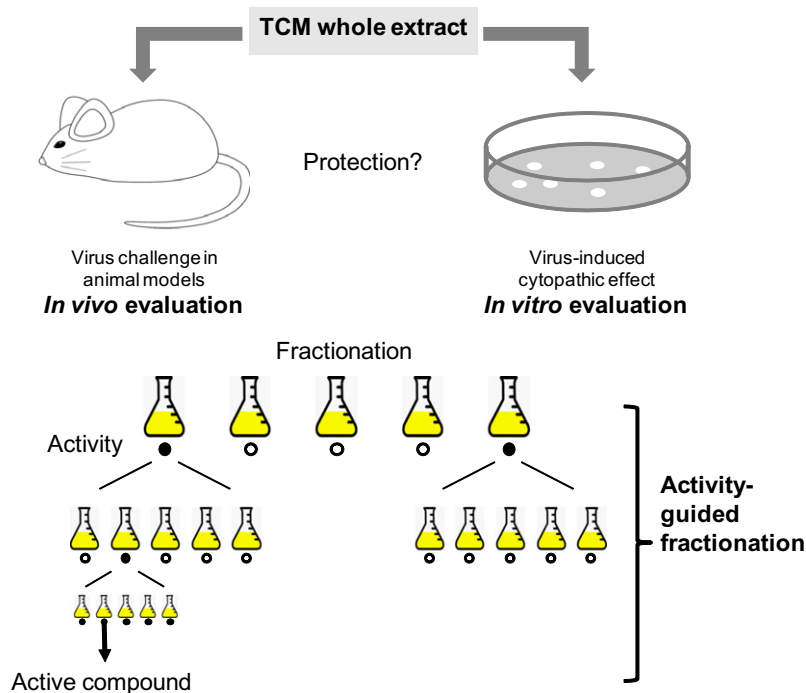 TCM whole extract
Protection?
Virus challenge in
animal models
In vivo evaluation
Virus-induced
cytopathic effect
In vitro evaluation
Fractionation
Activity
Activity-
guided
fractionation
Active compound